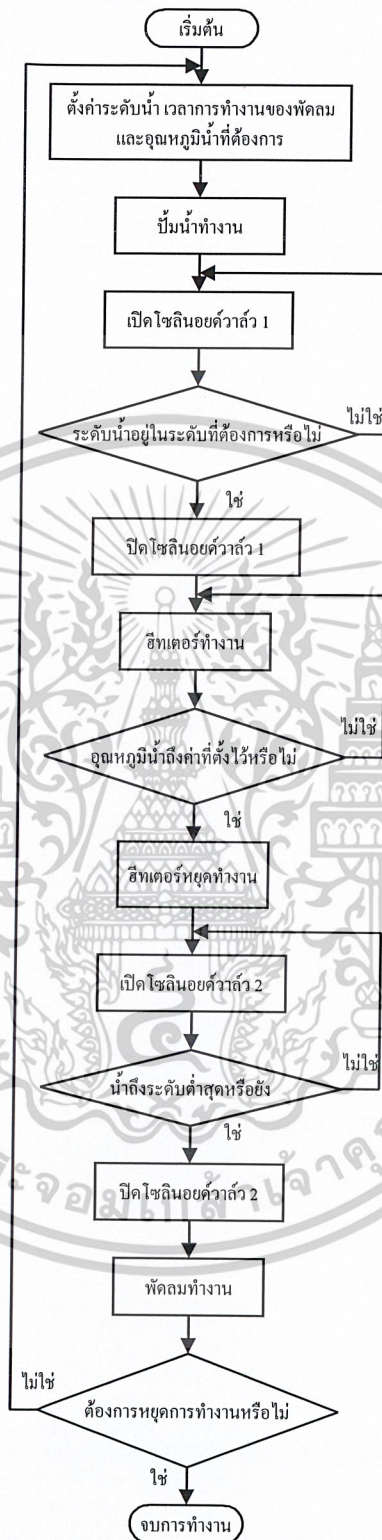 เริ่มต้น
ตั้งค่าระดับน้ำ เวลาการทำงานของพัดลม
และอุณหภูมิน้ำที่ต้องการ
ปั้มน้ำทำงาน
เปิดโซลินอยด์วาล์ว 1
ระดับน้ำอยู่ในระดับที่ต้องการหรือไม่
ไม่ใช่
ใช่
ปิดโซลินอยด์วาล์ว 1
ฮีทเตอร์ทำงาน
อุณหภูมิน้ำถึงค่าที่ตั้งไว้หรือไม่
ไม่ใช่
ใช่
ฮีทเตอร์หยุดทำงาน
เปิดโซลินอยด์วาล์ว 2
น้ำถึงระดับต่ำสุดหรือยัง
ไม่ใช่
ใช่
ปิดโซลินอยด์วาล์ว 2
พัดลมทำงาน
ไม่ใช่
ต้องการหยุดการทำงานหรือไม่
ใช่
จบการทำงาน